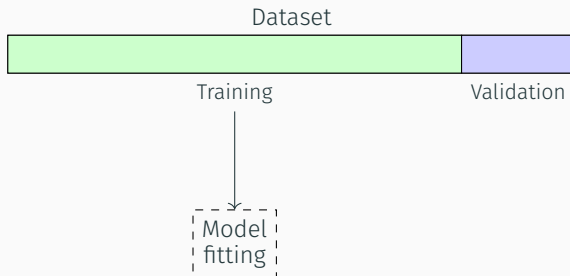 Dataset
Training
Validation
Model
fitting